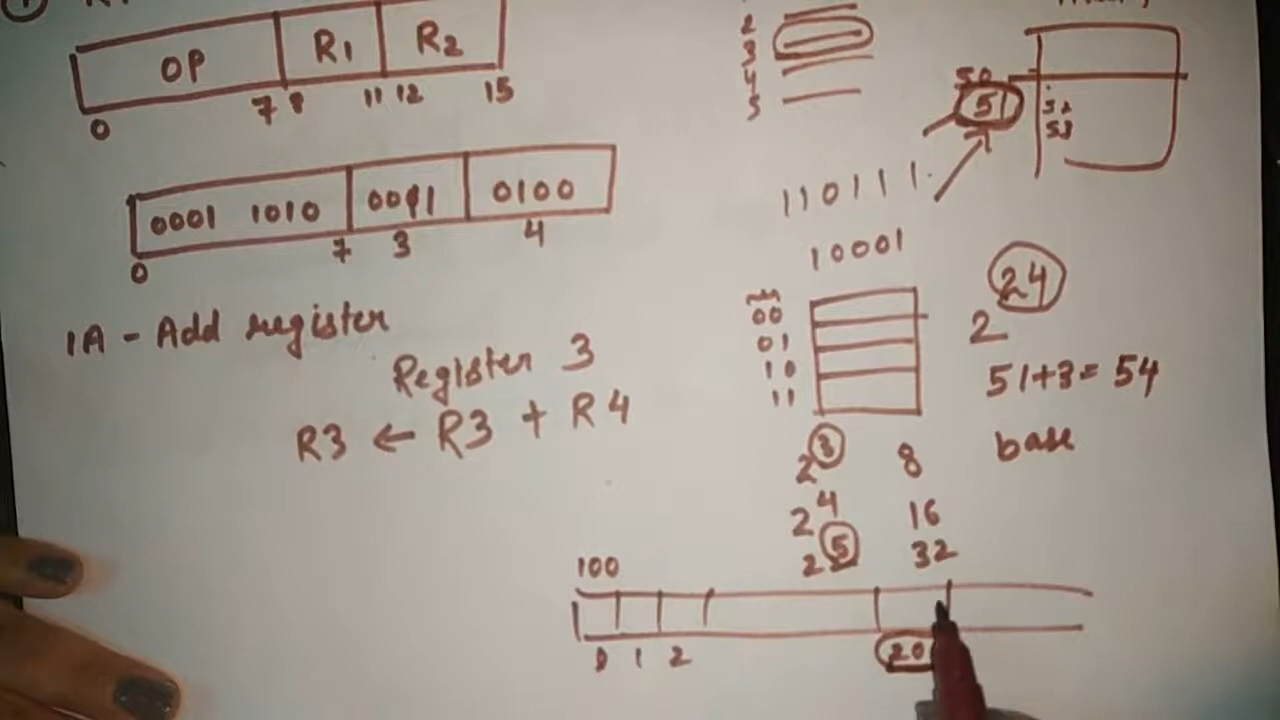 OP R1 R2
0 7 8 11 12 15
0001 1010 0011 0100
0 7 3 4
1A - Add register
Register 3
R3 ← R3 + R4
2
3
4
5
50
51
52
53
110111
10001
00
01
10
11
2^24
51+3=54
base
2^3 8
2^4 16
2^5 32
100
0 1 2 20